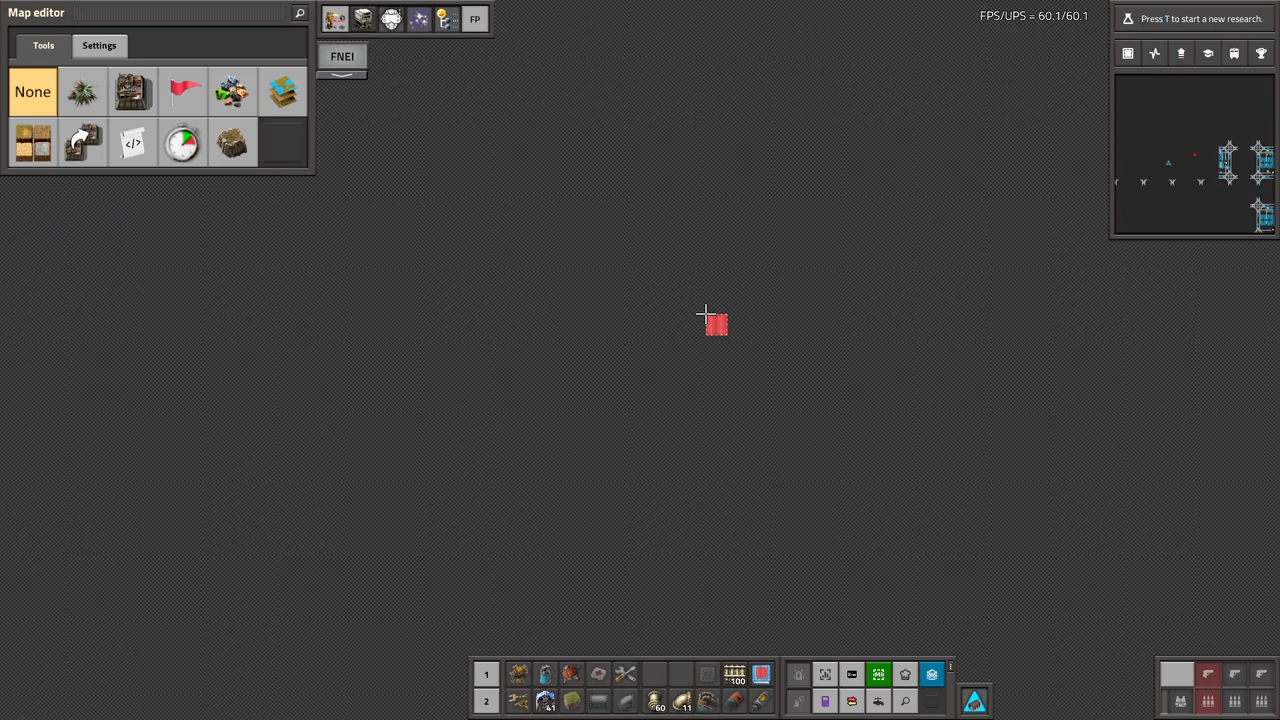 Map editor
FP
FPS/UPS = 60.1/60.1
Press T to start a new research.
Tools
Settings
FNEI
None
</>
1
100
2
41
60
11